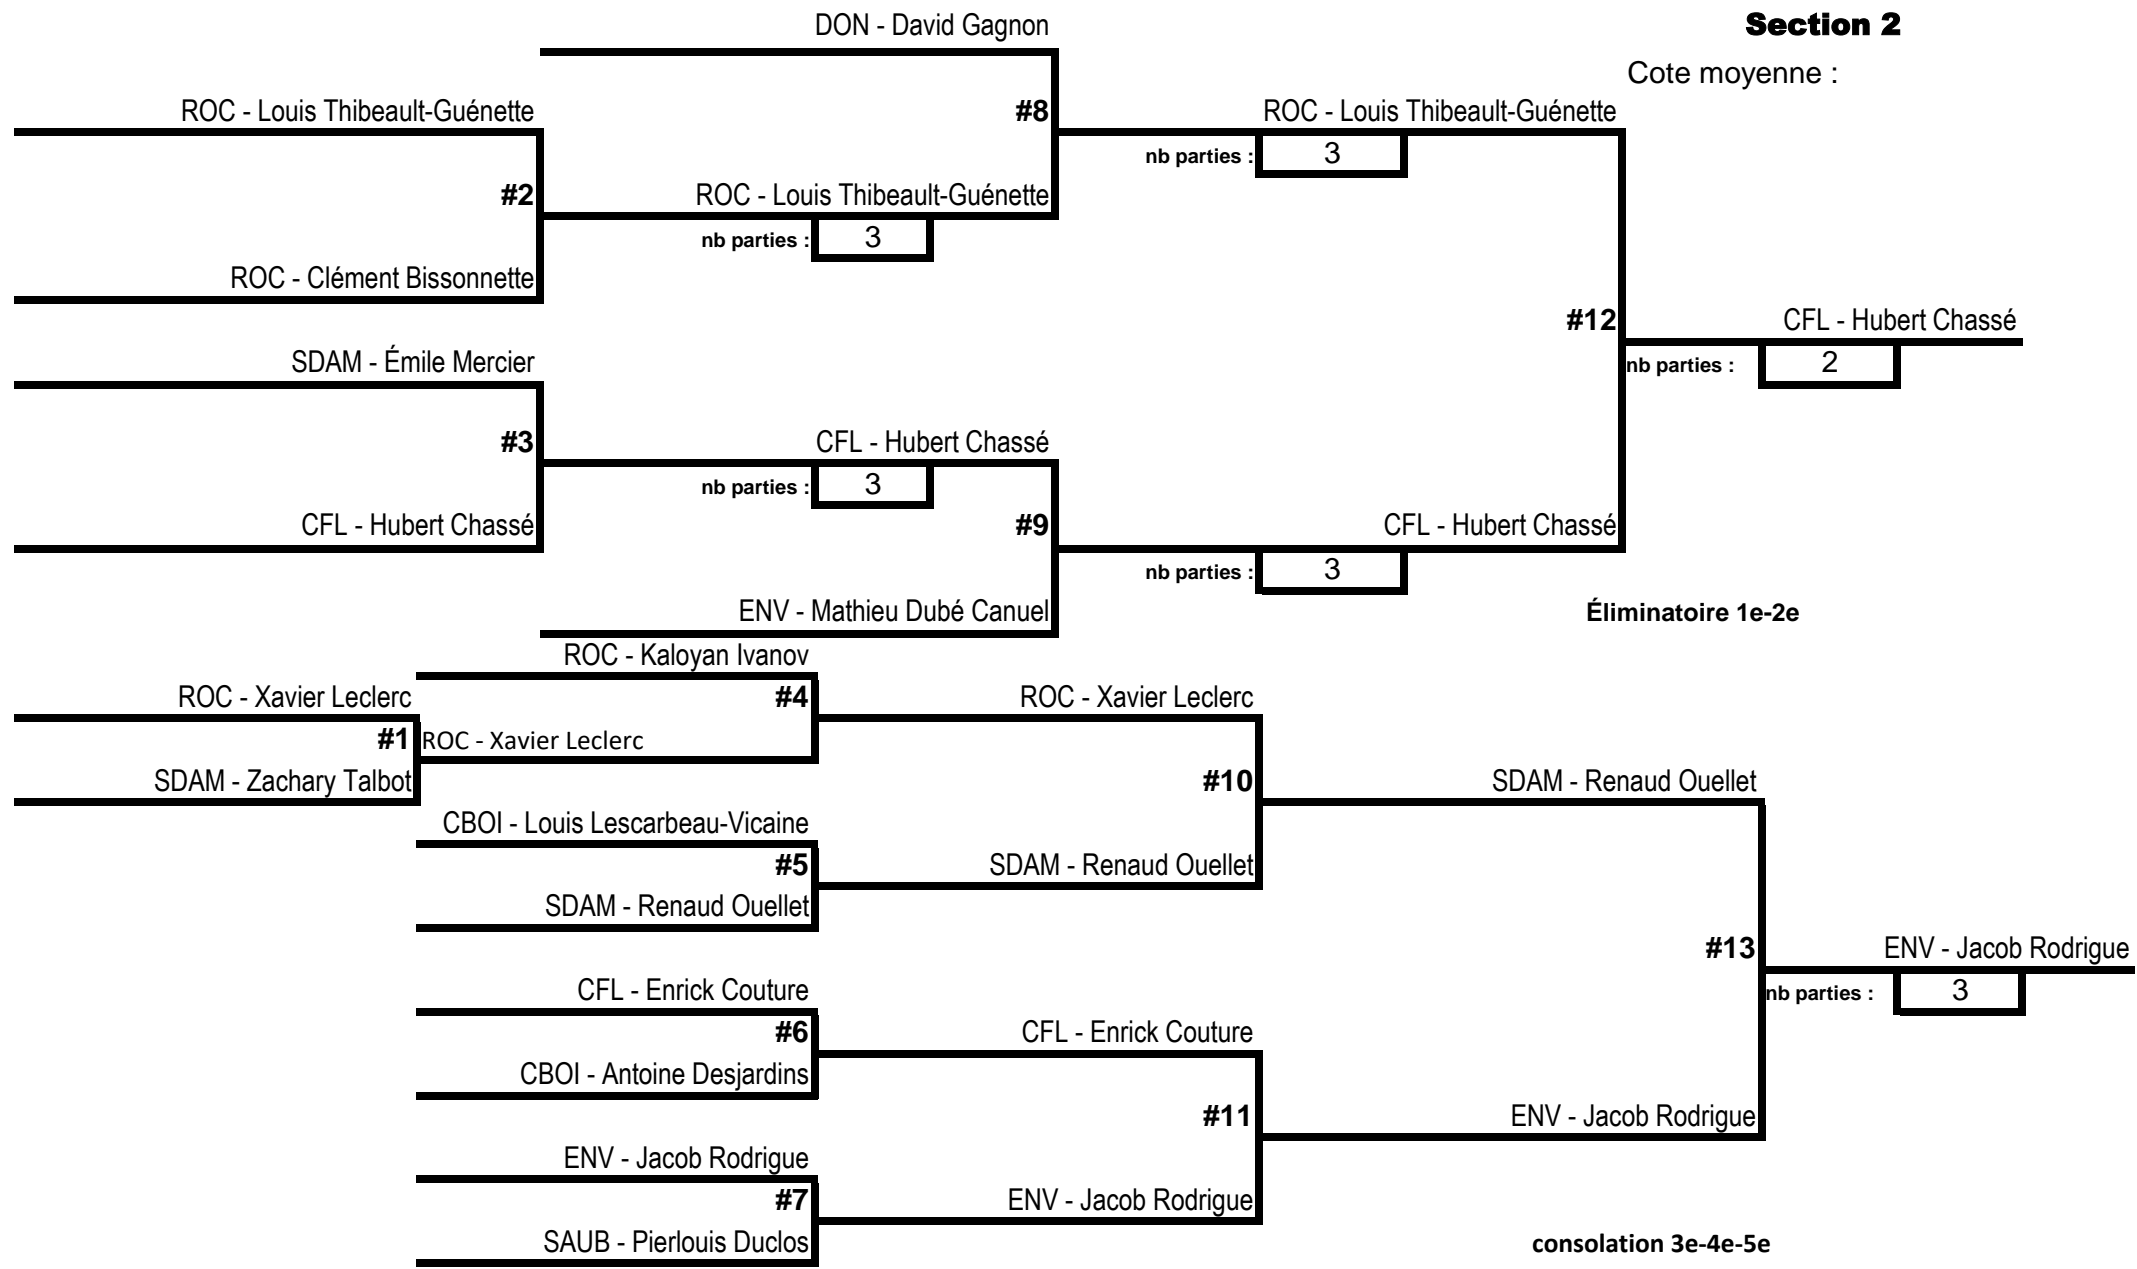 DON - David Gagnon
Section 2
Cote moyenne :
ROC - Louis Thibeault-Guénette
#8
ROC - Louis Thibeault-Guénette
nb parties :
3
#2
ROC - Louis Thibeault-Guénette
nb parties :
3
ROC - Clément Bissonnette
#12
CFL - Hubert Chassé
nb parties :
2
SDAM - Émile Mercier
#3
CFL - Hubert Chassé
nb parties :
3
CFL - Hubert Chassé
#9
CFL - Hubert Chassé
nb parties :
3
ENV - Mathieu Dubé Canuel
Éliminatoire 1e-2e
ROC - Kaloyan Ivanov
ROC - Xavier Leclerc
#4
ROC - Xavier Leclerc
#1
ROC - Xavier Leclerc
SDAM - Zachary Talbot
#10
SDAM - Renaud Ouellet
CBOI - Louis Lescarbeau-Vicaine
#5
SDAM - Renaud Ouellet
SDAM - Renaud Ouellet
#13
ENV - Jacob Rodrigue
nb parties :
3
CFL - Enrick Couture
#6
CFL - Enrick Couture
CBOI - Antoine Desjardins
#11
ENV - Jacob Rodrigue
ENV - Jacob Rodrigue
#7
ENV - Jacob Rodrigue
SAUB - Pierlouis Duclos
consolation 3e-4e-5e